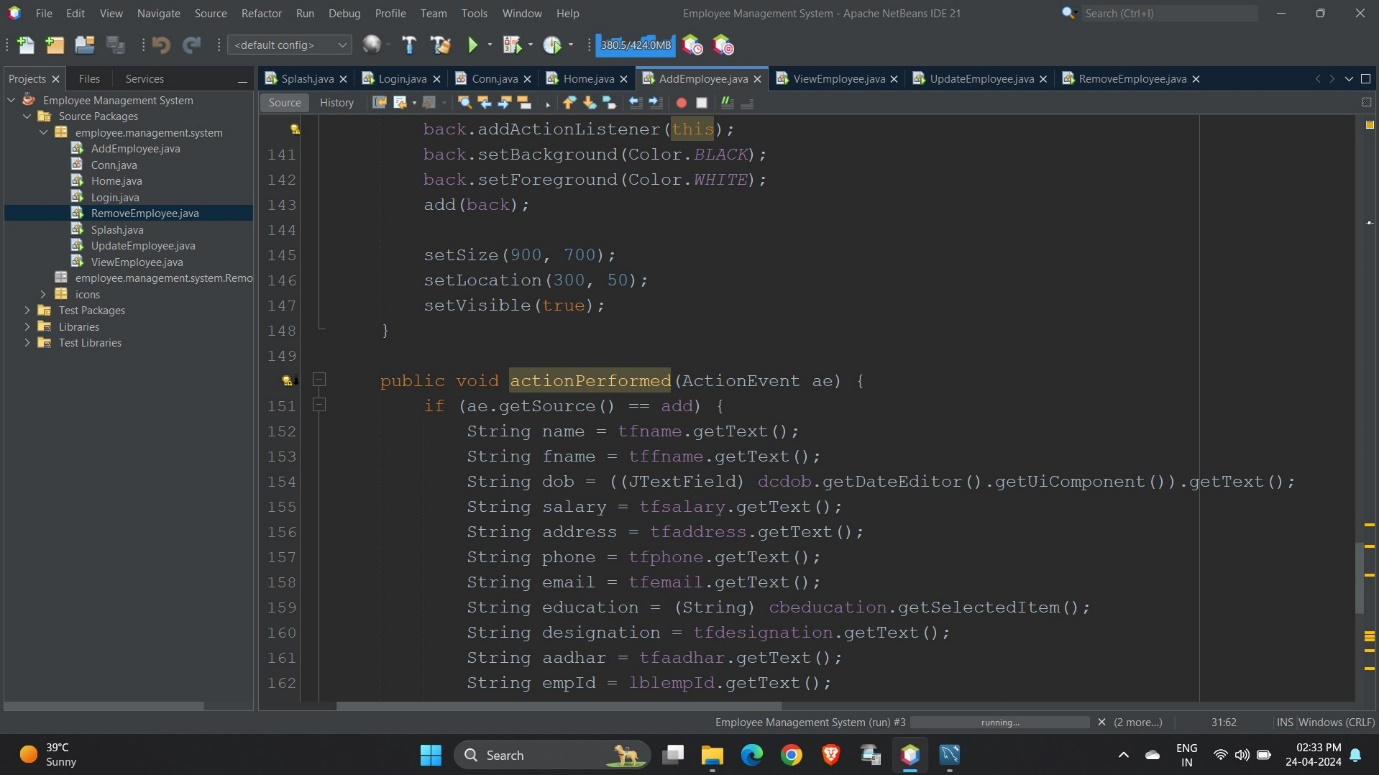 File Edit View Navigate Source Refactor Run Debug Profile Team Tools Window Help Employee Management System - Apache NetBeans IDE 21 Search (Ctrl+I)
<default config> 380.5/424.0MB
Projects Files Services
Splash.java Login.java Conn.java Home.java AddEmployee.java ViewEmployee.java UpdateEmployee.java RemoveEmployee.java
Source History
Employee Management System
Source Packages
employee.management.system
AddEmployee.java
Conn.java
Home.java
Login.java
RemoveEmployee.java
Splash.java
UpdateEmployee.java
ViewEmployee.java
employee.management.system.Remo
icons
Test Packages
Libraries
Test Libraries
back.addActionListener(this);
141 back.setBackground(Color.BLACK);
142 back.setForeground(Color.WHITE);
143 add(back);
144
145 setSize(900, 700);
146 setLocation(300, 50);
147 setVisible(true);
148 }
149
public void actionPerformed(ActionEvent ae) {
151 if (ae.getSource() == add) {
152 String name = tfname.getText();
153 String fname = tffname.getText();
154 String dob = ((JTextField) dcdob.getDateEditor().getUiComponent()).getText();
155 String salary = tfsalary.getText();
156 String address = tfaddress.getText();
157 String phone = tfphone.getText();
158 String email = tfemail.getText();
159 String education = (String) cbeducation.getSelectedItem();
160 String designation = tfdesignation.getText();
161 String aadhar = tfaadhar.getText();
162 String empId = lblempId.getText();
Employee Management System (run) #3 running... (2 more...) 31:62 INS Windows (CRLF)
39°C
Sunny
Search
ENG
IN
02:33 PM
24-04-2024